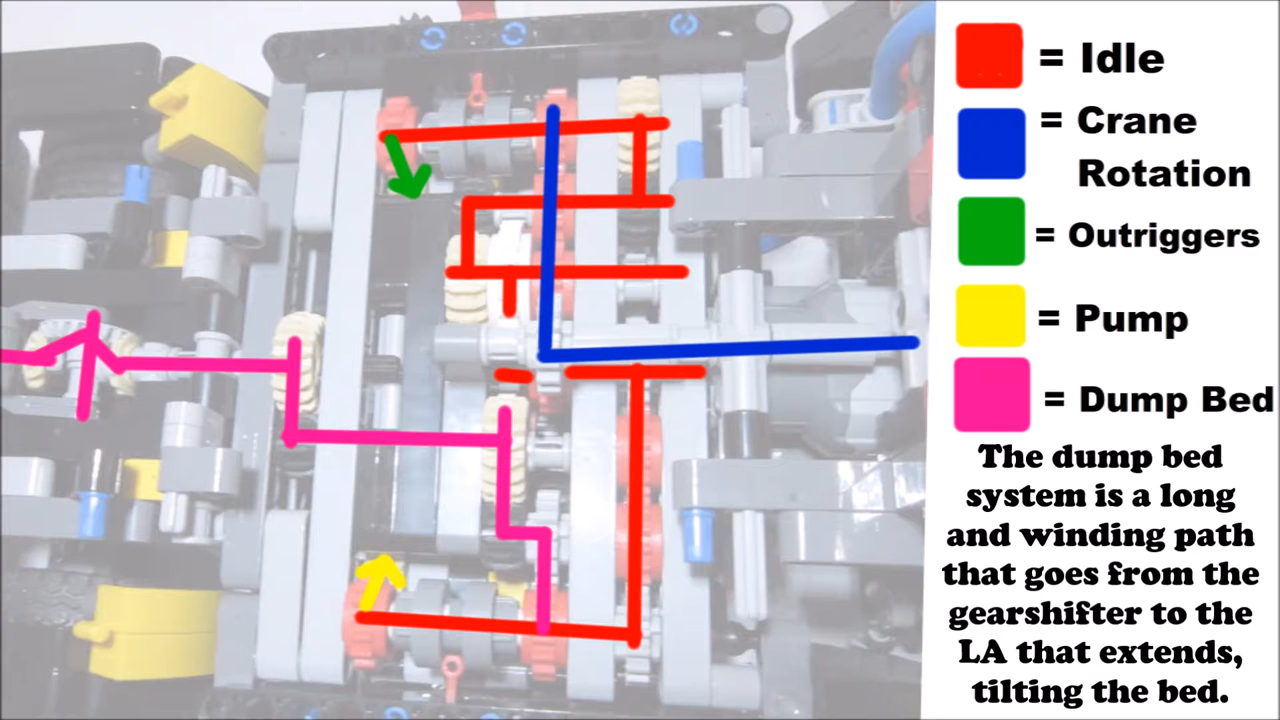 = Idle
= Crane
Rotation
= Outriggers
= Pump
= Dump Bed
The dump bed
system is a long
and winding path
that goes from the
gearshifter to the
LA that extends,
tilting the bed.